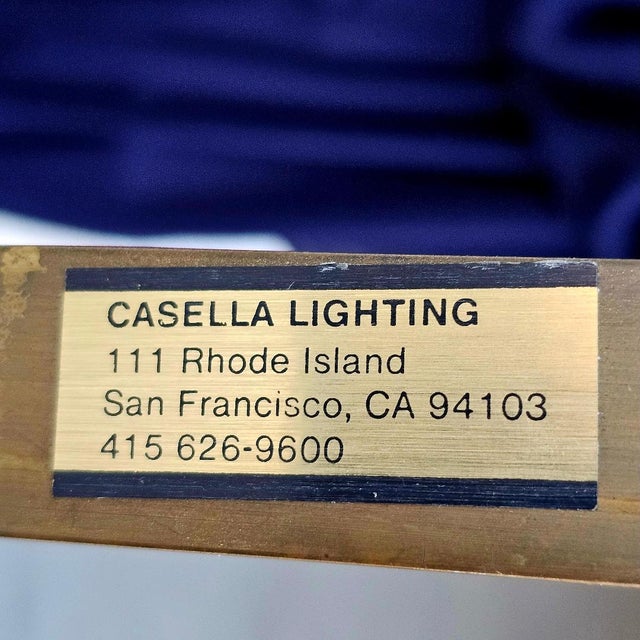 CASELLA LIGHTING
111 Rhode Island
San Francisco, CA 94103
415 626-9600